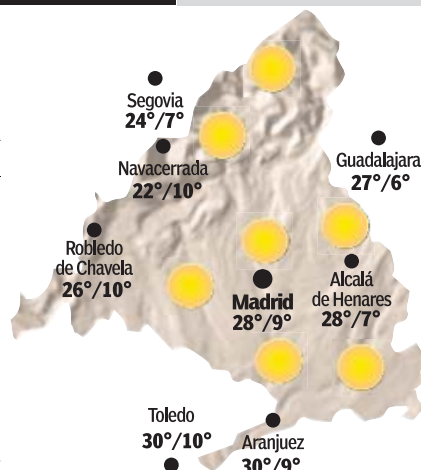 Segovia
24°/7°
Navacerrada
22°/10°
Guadalajara
27°/6°
Robledo
de Chavela
26°/10°
Madrid
28°/9°
Alcalá
de Henares
28°/7°
Toledo
30°/10°
Aranjuez
30°/9°